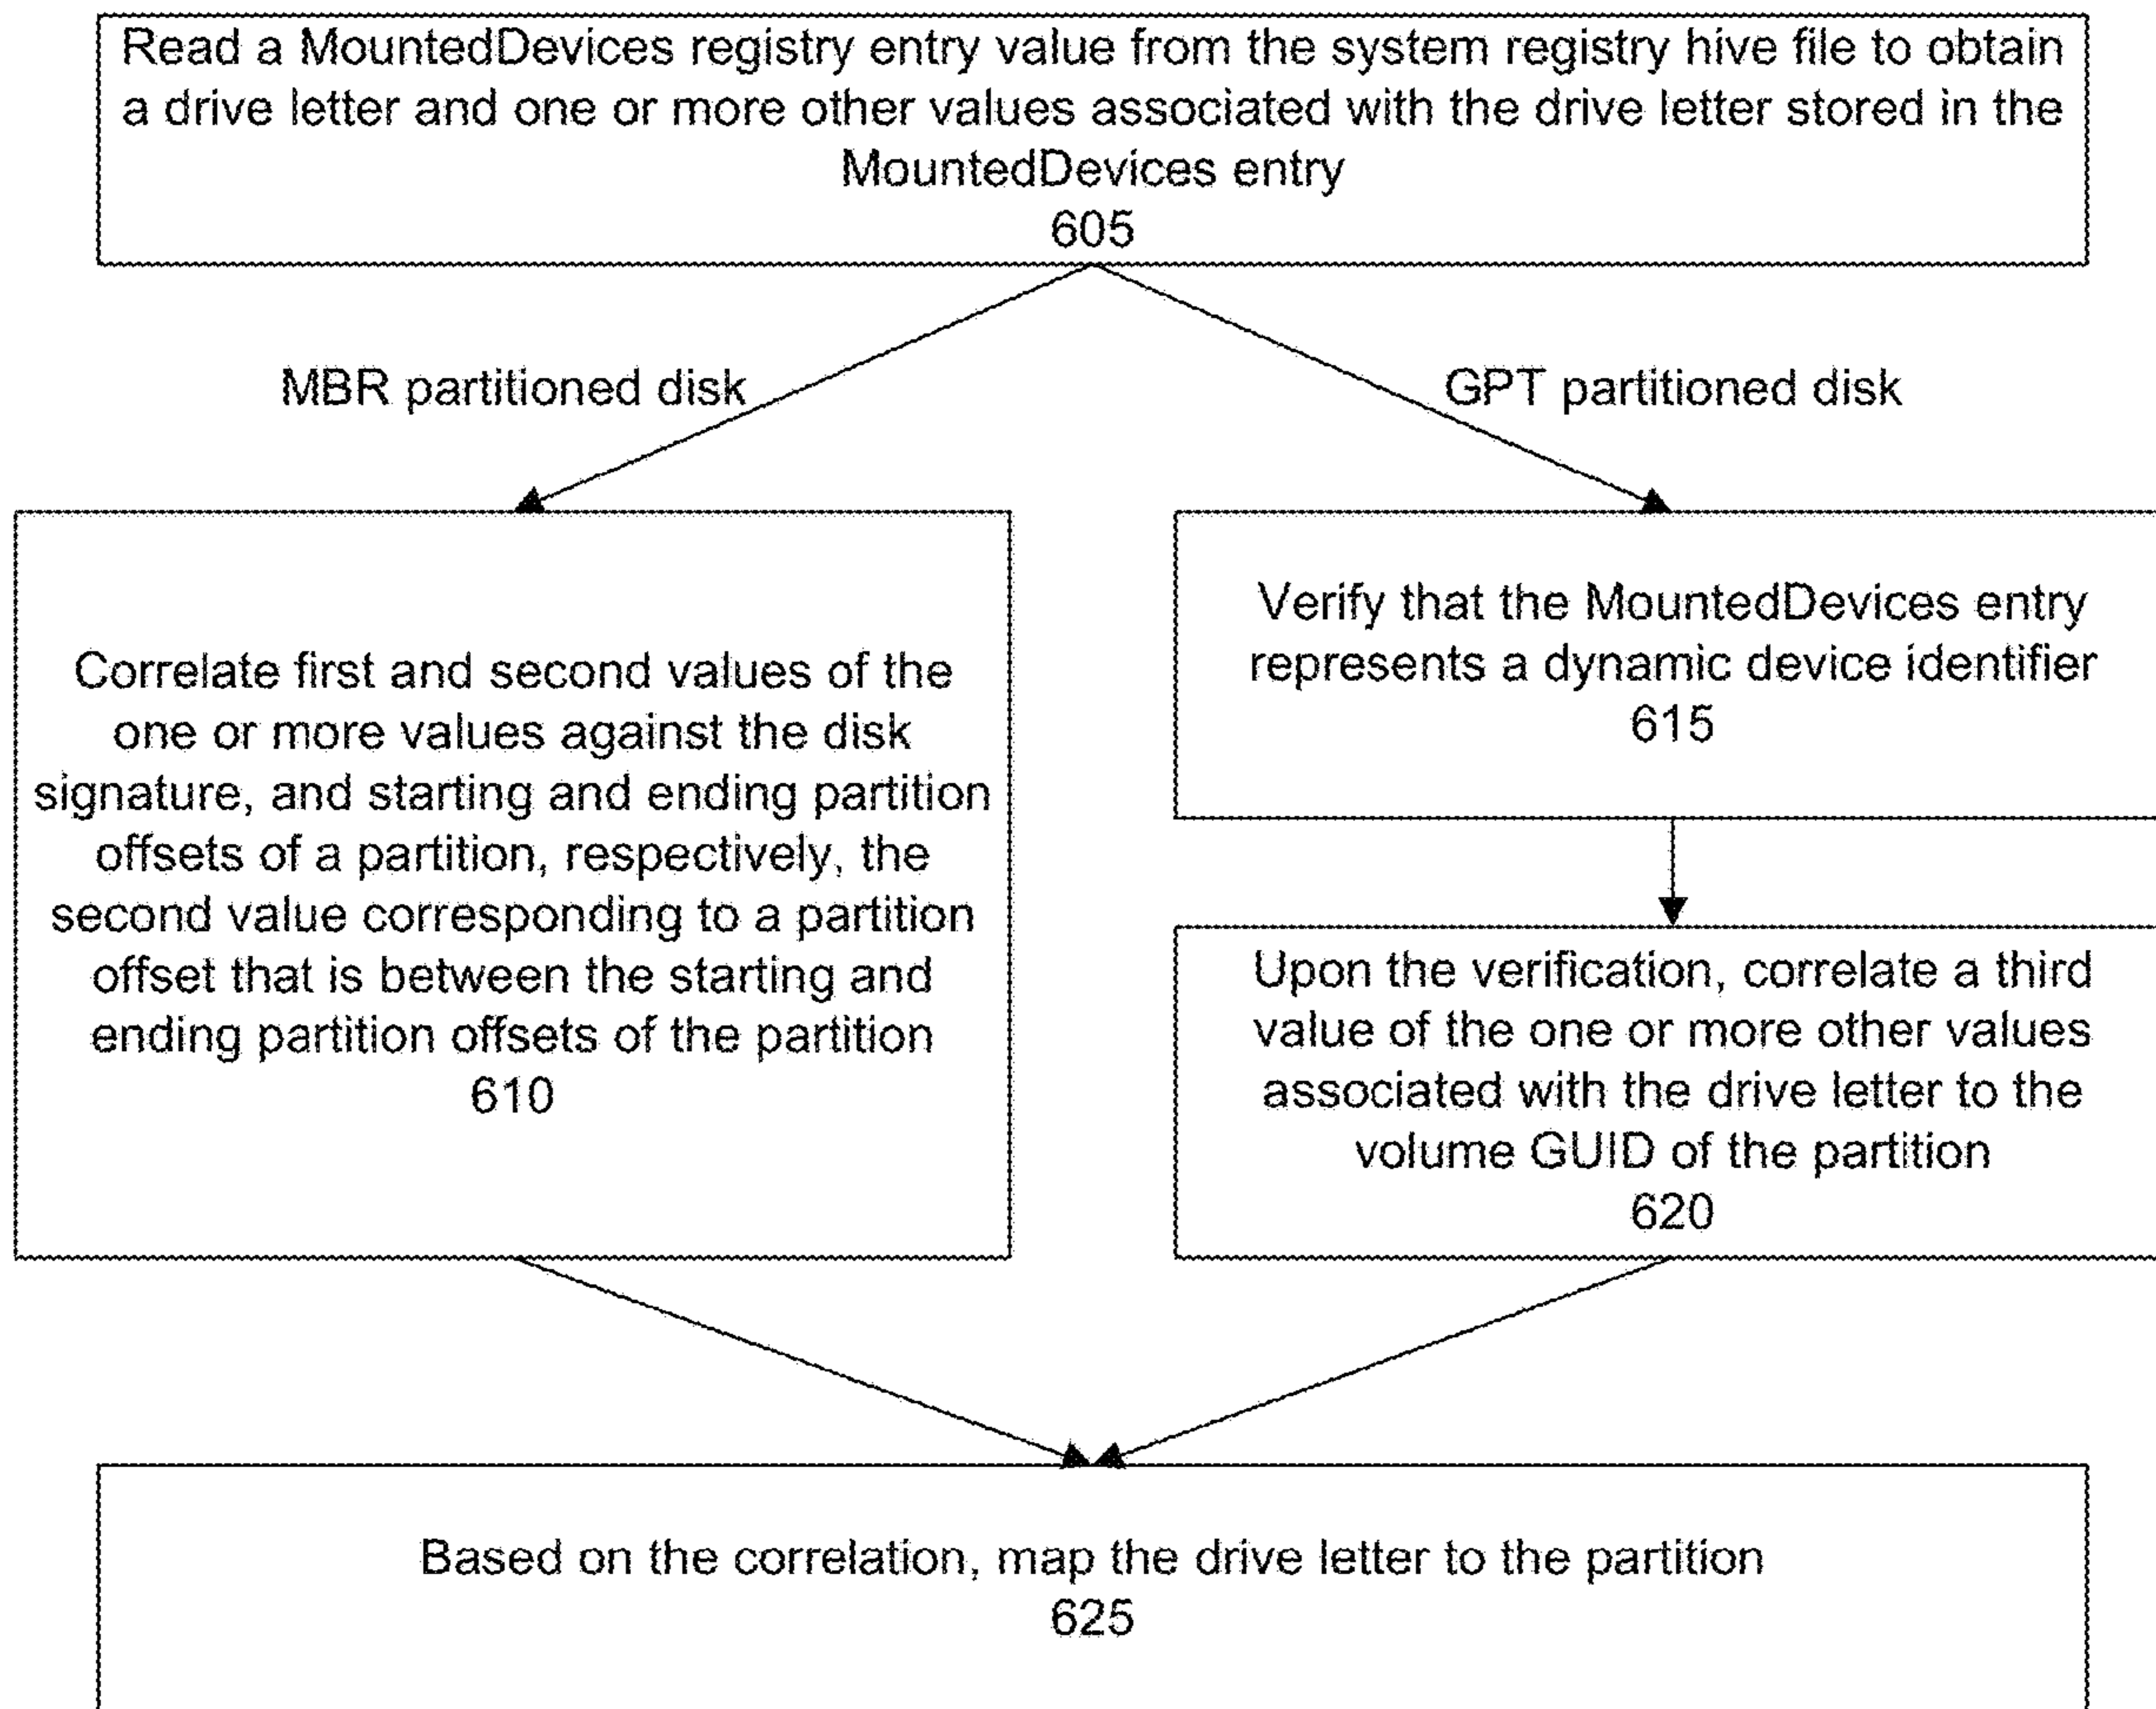 Read a MountedDevices registry entry value from the system registry hive file to obtain
a drive letter and one or more other values associated with the drive letter stored in the
MountedDevices entry
605
MBR partitioned disk
GPT partitioned disk
Correlate first and second values of the
one or more values against the disk
signature, and starting and ending partition
offsets of a partition, respectively, the
second value corresponding to a partition
offset that is between the starting and
ending partition offsets of the partition
610
Verify that the MountedDevices entry
represents a dynamic device identifier
615
Upon the verification, correlate a third
value of the one or more other values
associated with the drive letter to the
volume GUID of the partition
620
Based on the correlation, map the drive letter to the partition
625